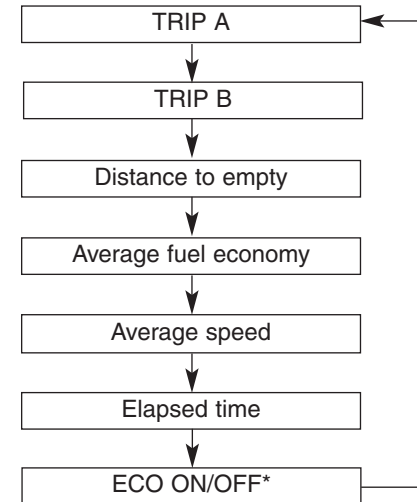 TRIP A
TRIP B
Distance to empty
Average fuel economy
Average speed
Elapsed time
ECO ON/OFF*